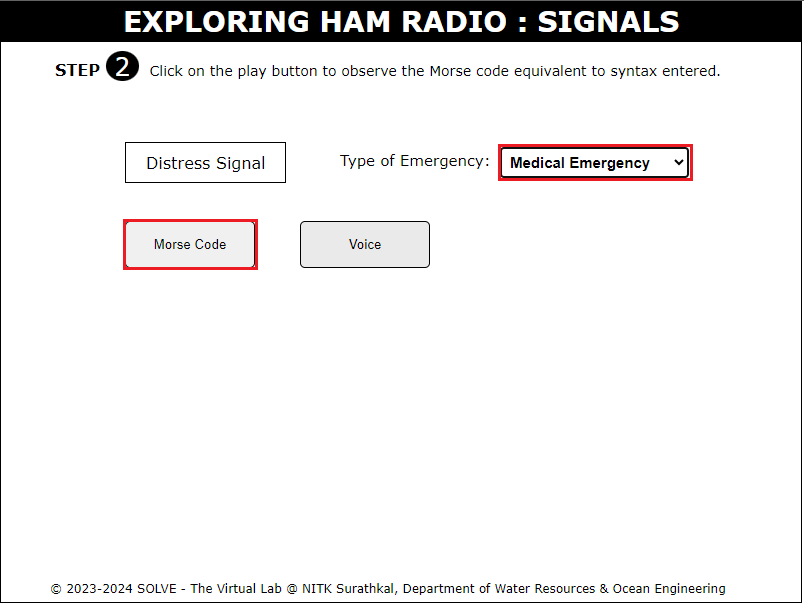 EXPLORING HAM RADIO : SIGNALS
STEP 2 Click on the play button to observe the Morse code equivalent to syntax entered.
Distress Signal Type of Emergency: Medical Emergency
Morse Code Voice
© 2023-2024 SOLVE - The Virtual Lab @ NITK Surathkal, Department of Water Resources & Ocean Engineering